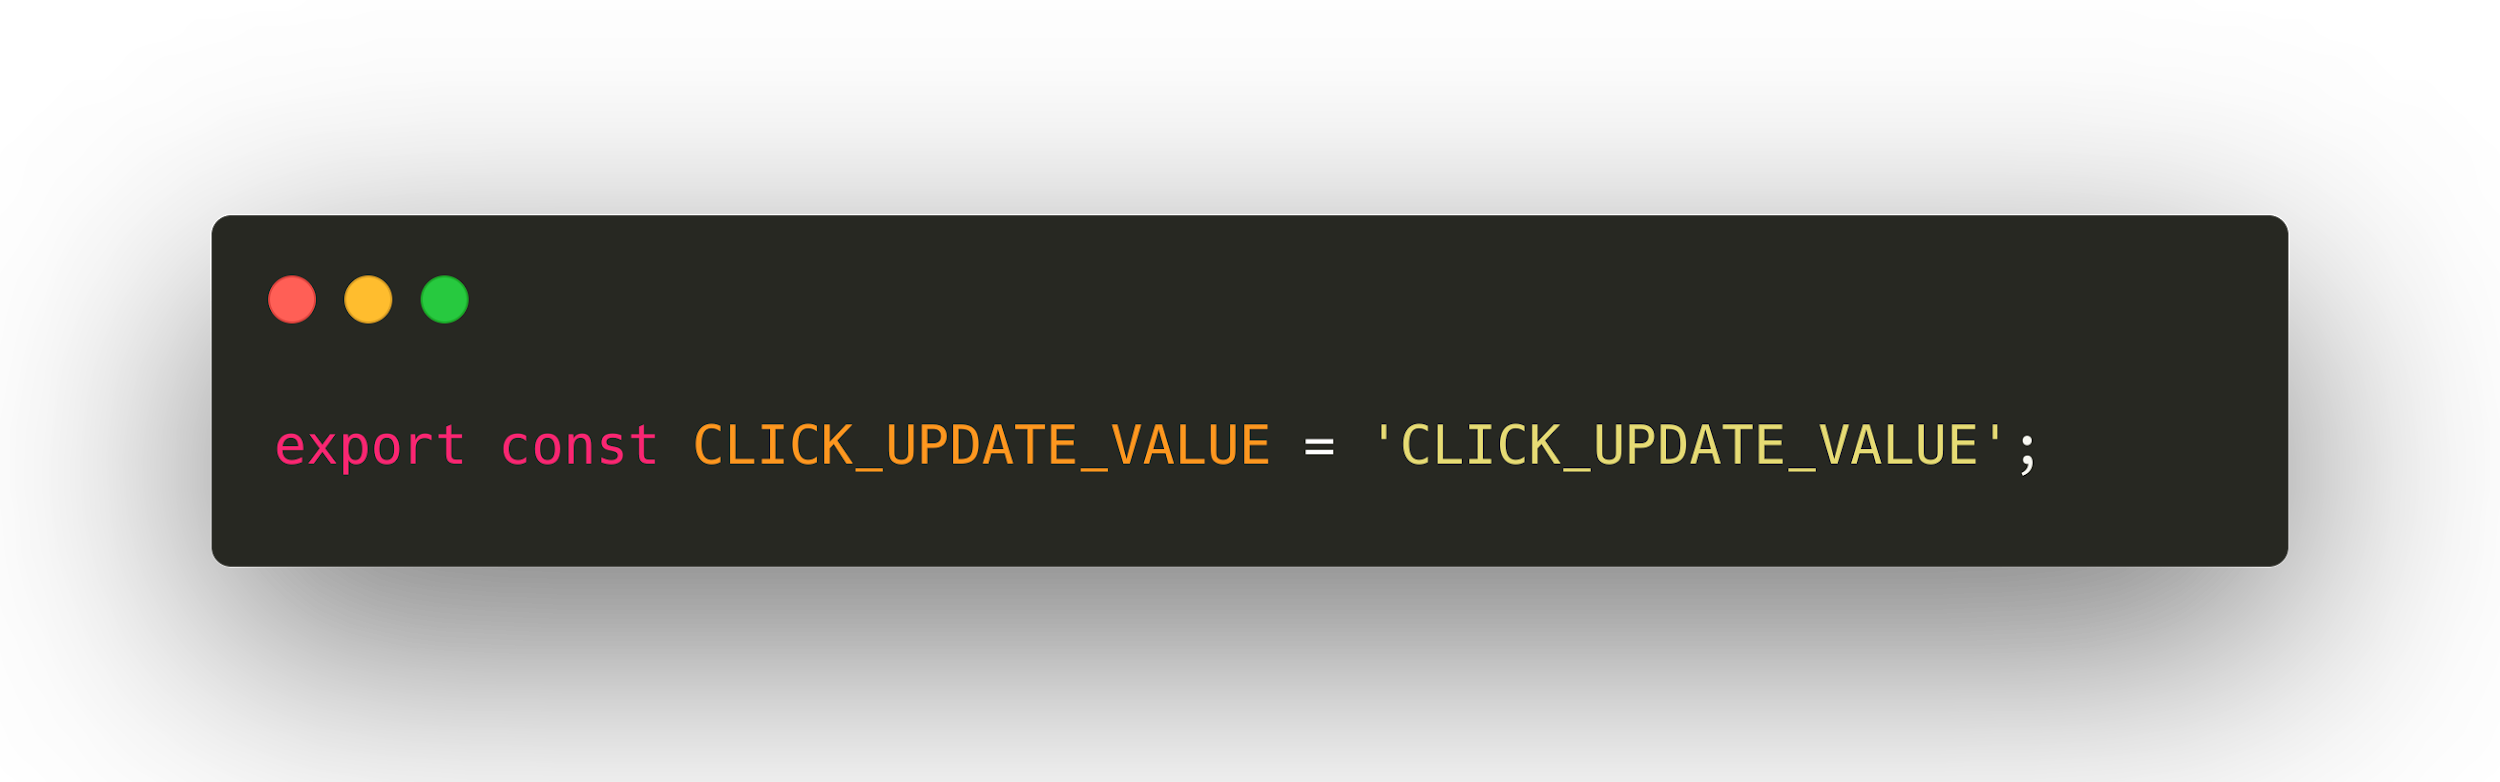 export const CLICK_UPDATE_VALUE = 'CLICK_UPDATE_VALUE';